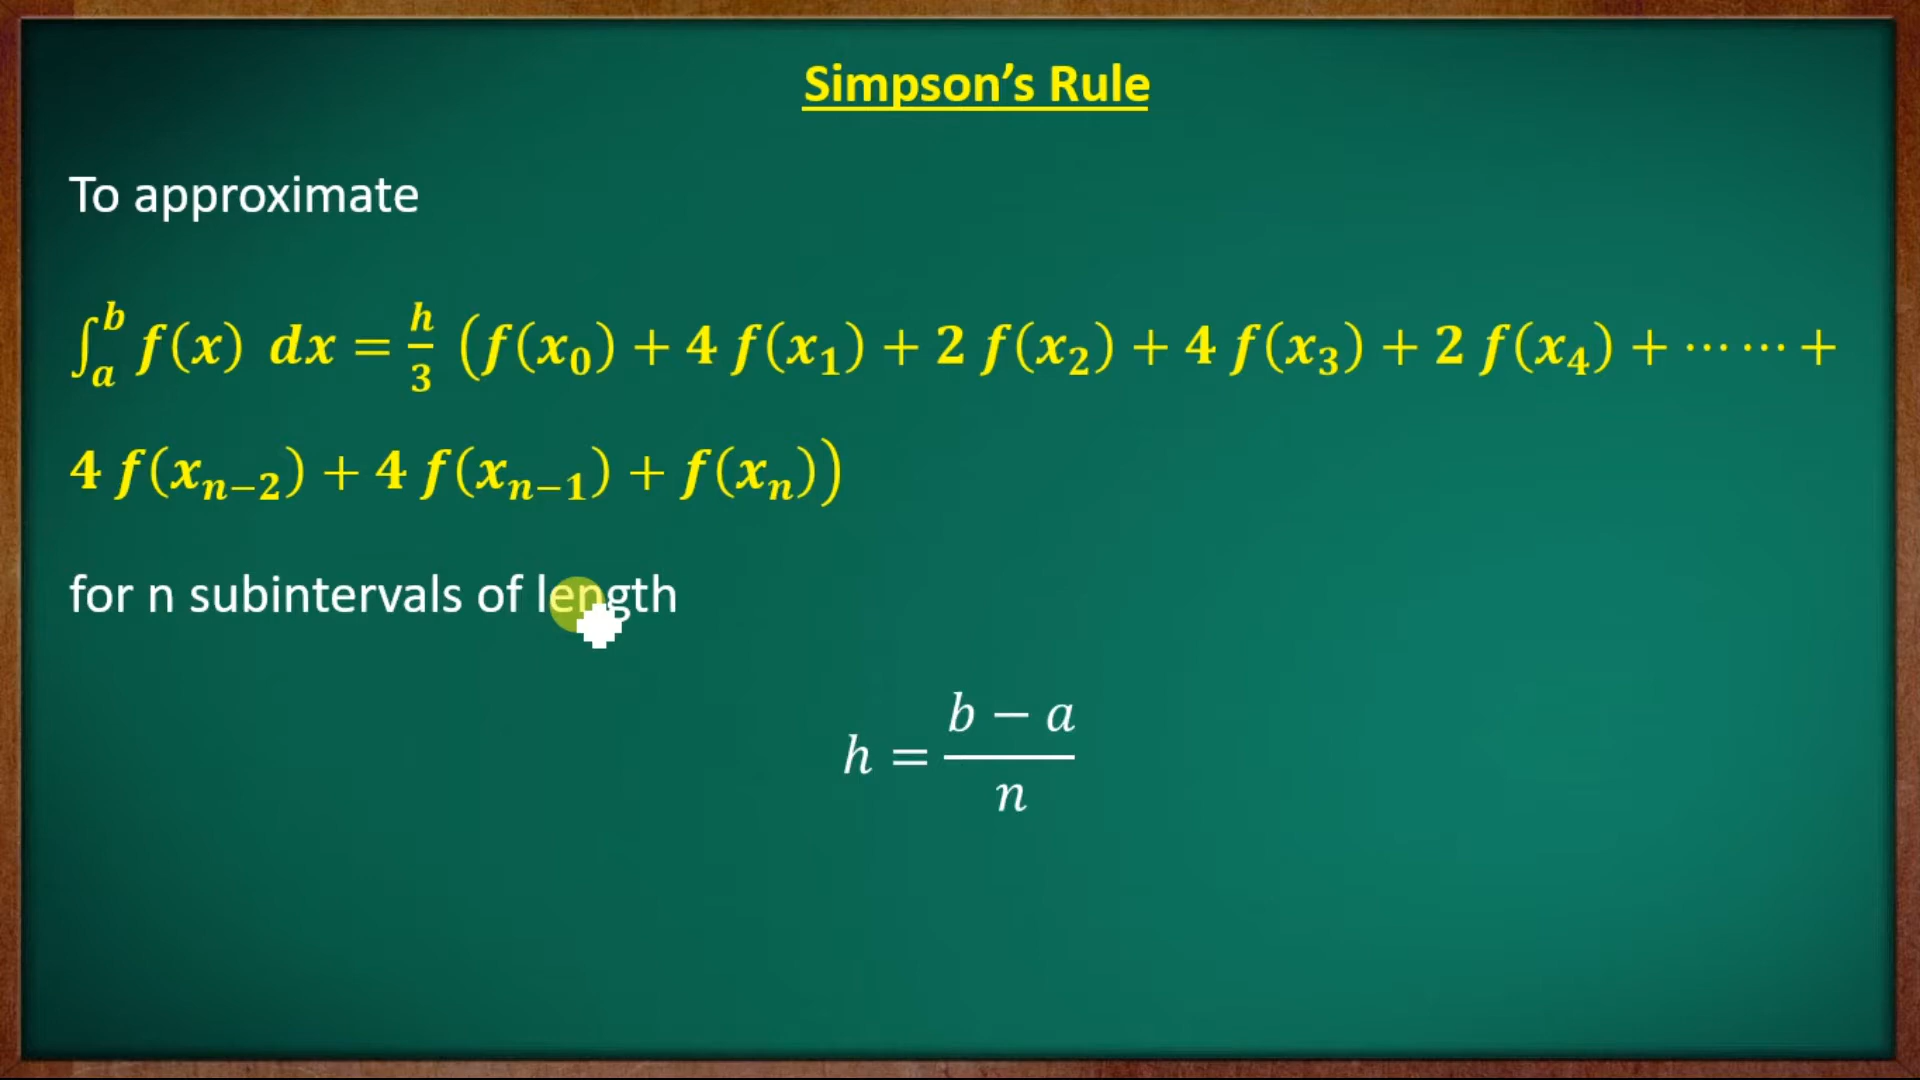 Simpson’s Rule
To approximate
∫_a^b f(x) dx = h/3 (f(x₀) + 4 f(x₁) + 2 f(x₂) + 4 f(x₃) + 2 f(x₄) + ⋯⋯ +
4 f(xₙ₋₂) + 4 f(xₙ₋₁) + f(xₙ))
for n subintervals of length
h = (b − a)/n